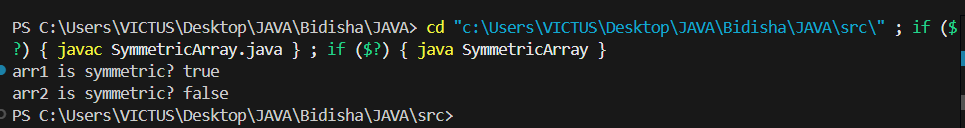 PS C:\Users\VICTUS\Desktop\JAVA\Bidisha\JAVA> cd "c:\Users\VICTUS\Desktop\JAVA\Bidisha\JAVA\src\" ; if ($
?) { javac SymmetricArray.java } ; if ($?) { java SymmetricArray }
arr1 is symmetric? true
arr2 is symmetric? false
PS C:\Users\VICTUS\Desktop\JAVA\Bidisha\JAVA\src>